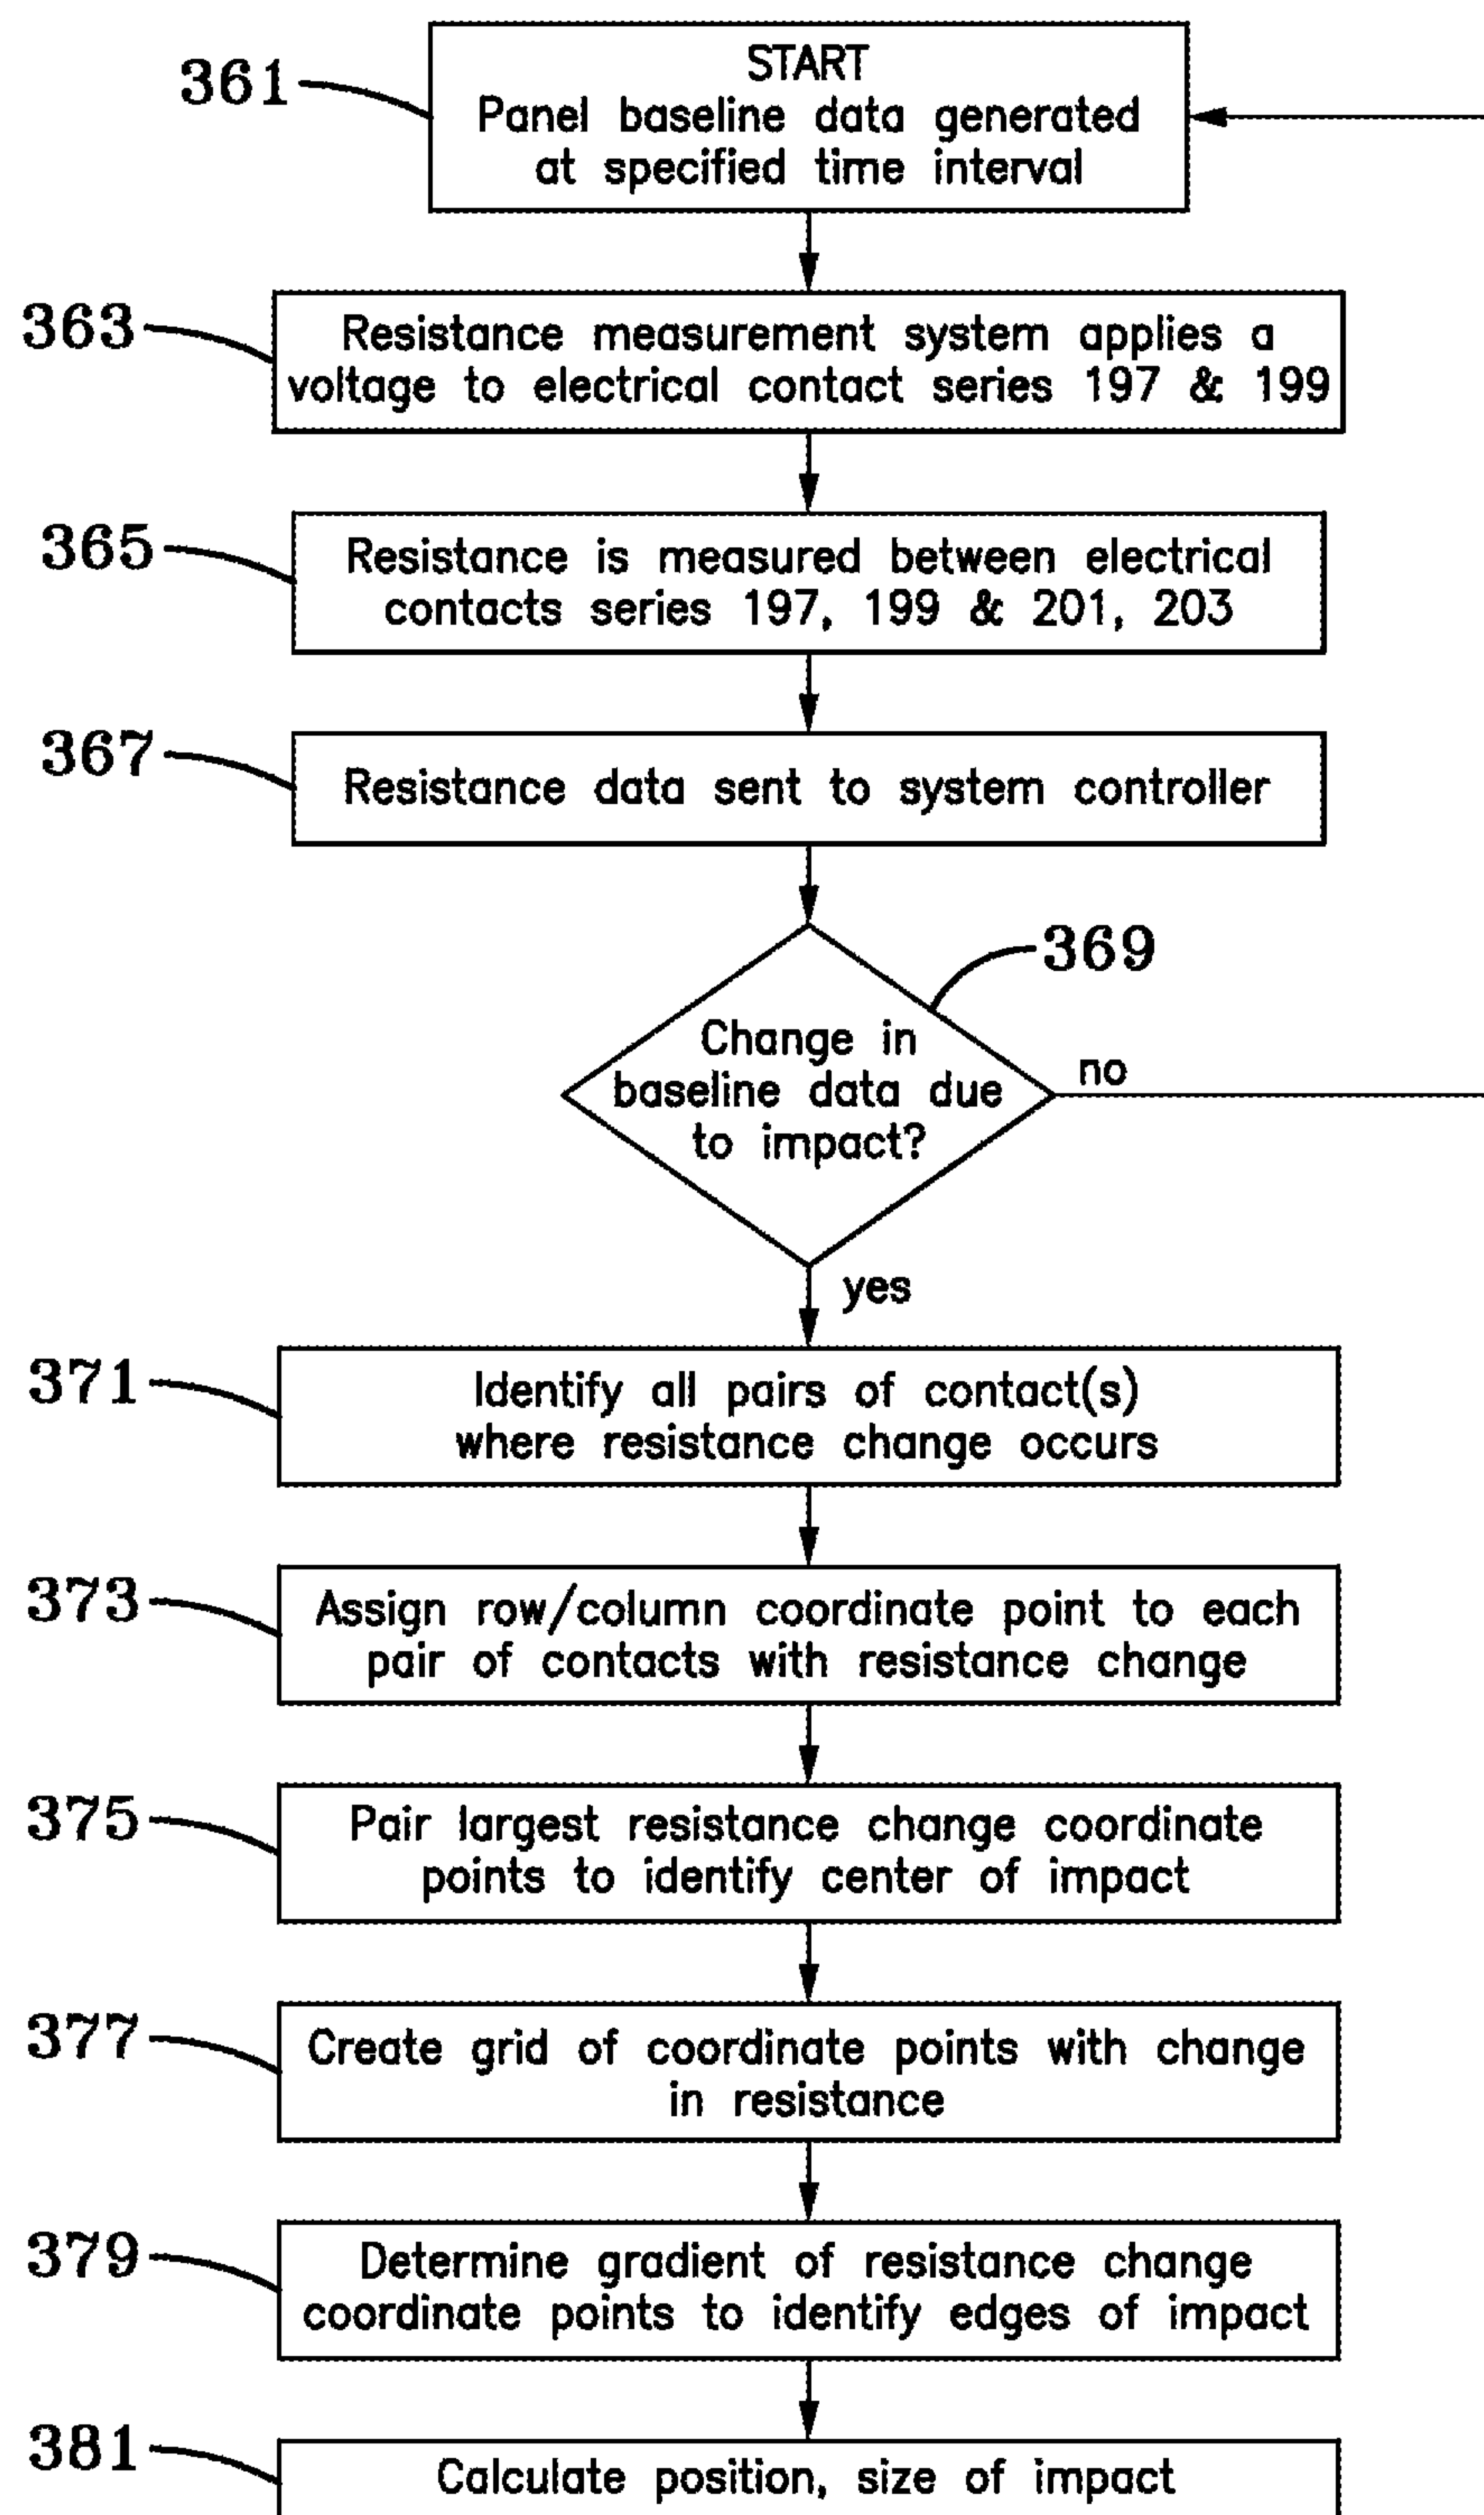 361
START
Panel baseline data generated
at specified time interval
363
Resistance measurement system applies a
voltage to electrical contact series 197 & 199
365
Resistance is measured between electrical
contacts series 197, 199 & 201, 203
367
Resistance data sent to system controller
369
Change in
baseline data due
to impact?
no
yes
371
Identify all pairs of contact(s)
where resistance change occurs
373
Assign row/column coordinate point to each
pair of contacts with resistance change
375
Pair largest resistance change coordinate
points to identify center of impact
377
Create grid of coordinate points with change
in resistance
379
Determine gradient of resistance change
coordinate points to identify edges of impact
381
Calculate position, size of impact